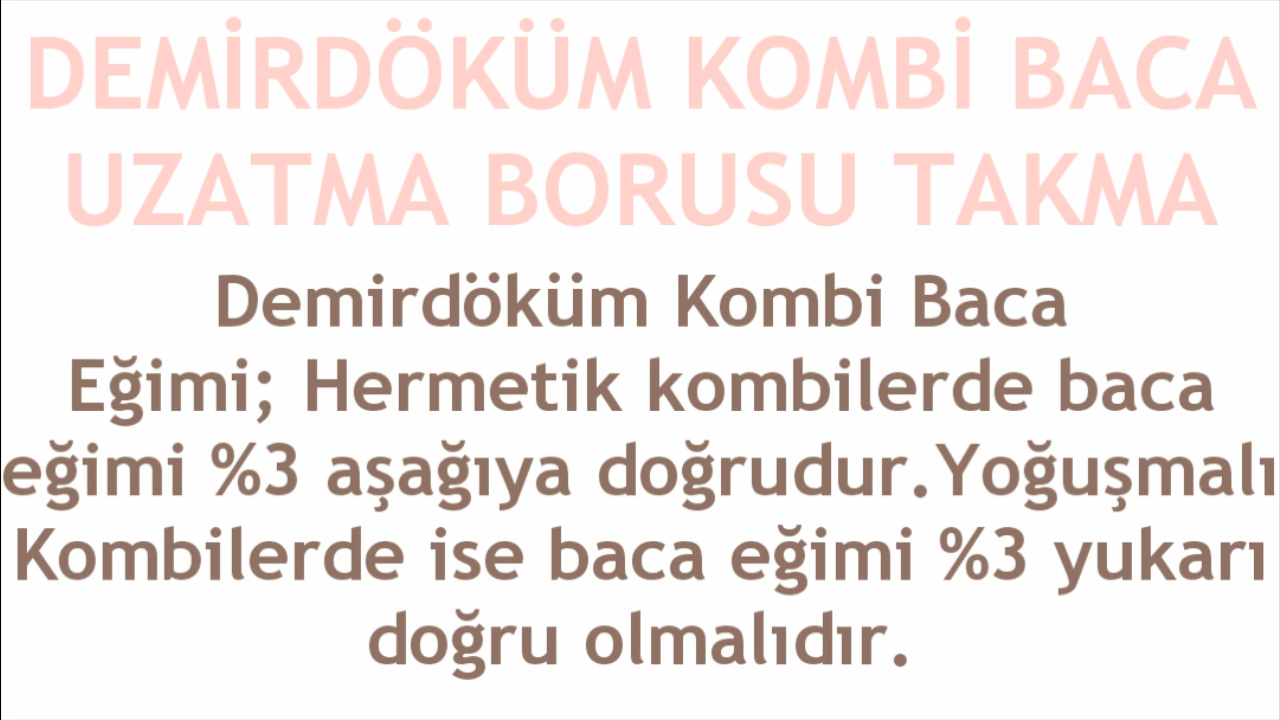 DEMİRDÖKÜM KOMBİ BACA
UZATMA BORUSU TAKMA
Demirdöküm Kombi Baca
Eğimi; Hermetik kombilerde baca
eğimi %3 aşağıya doğrudur.Yoğuşmalı
Kombilerde ise baca eğimi %3 yukarı
doğru olmalıdır.